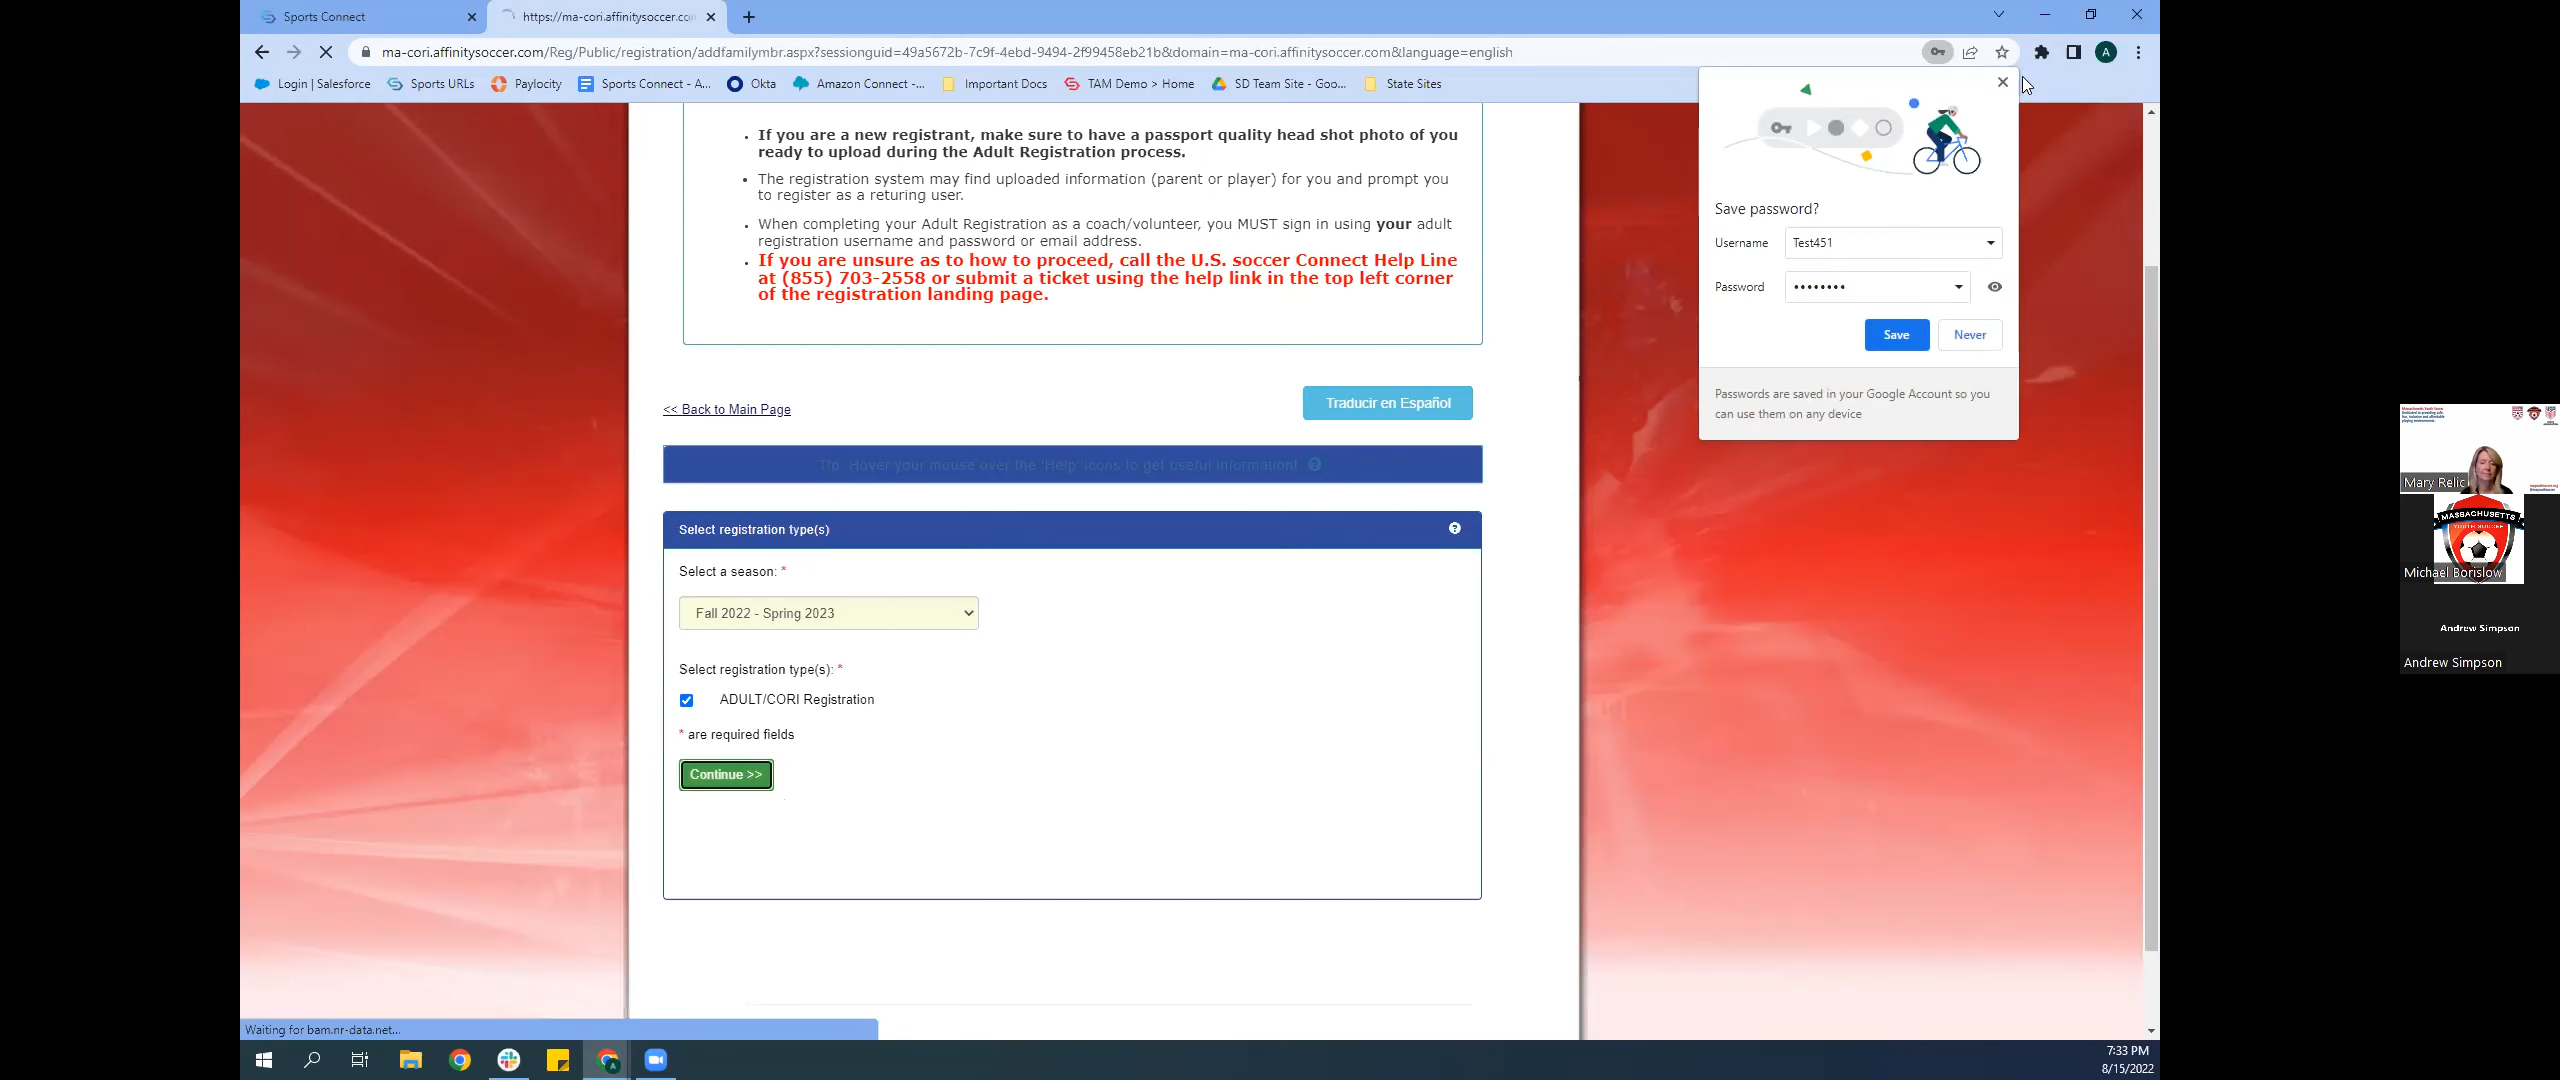 Sports Connect
https://ma-cori.affinitysoccer.co
ma-cori.affinitysoccer.com/Reg/Public/registration/addfamilymbr.aspx?sessionguid=49a5672b-7c9f-4ebd-9494-2f99458eb21b&domain=ma-cori.affinitysoccer.com&language=english
A
Login | Salesforce
Sports URLs
Paylocity
Sports Connect - A...
Okta
Amazon Connect -...
Important Docs
TAM Demo > Home
SD Team Site - Goo...
State Sites
If you are a new registrant, make sure to have a passport quality head shot photo of you
ready to upload during the Adult Registration process.
The registration system may find uploaded information (parent or player) for you and prompt you
to register as a returing user.
When completing your Adult Registration as a coach/volunteer, you MUST sign in using your adult
registration username and password or email address.
If you are unsure as to how to proceed, call the U.S. soccer Connect Help Line
at (855) 703-2558 or submit a ticket using the help link in the top left corner
of the registration landing page.
Save password?
Username
Test451
Password
••••••••
Save
Never
Passwords are saved in your Google Account so you
can use them on any device
<< Back to Main Page
Traducir en Español
Tip: Hover your mouse over the 'Help' icons to get useful information!
Select registration type(s)
Select a season: *
Fall 2022 - Spring 2023
Select registration type(s): *
ADULT/CORI Registration
* are required fields
Continue >>
Mary Relic
MASSACHUSETTS
YOUTH SOCCER
Michael Borislow
Andrew Simpson
Andrew Simpson
Waiting for bam.nr-data.net...
7:33 PM
8/15/2022